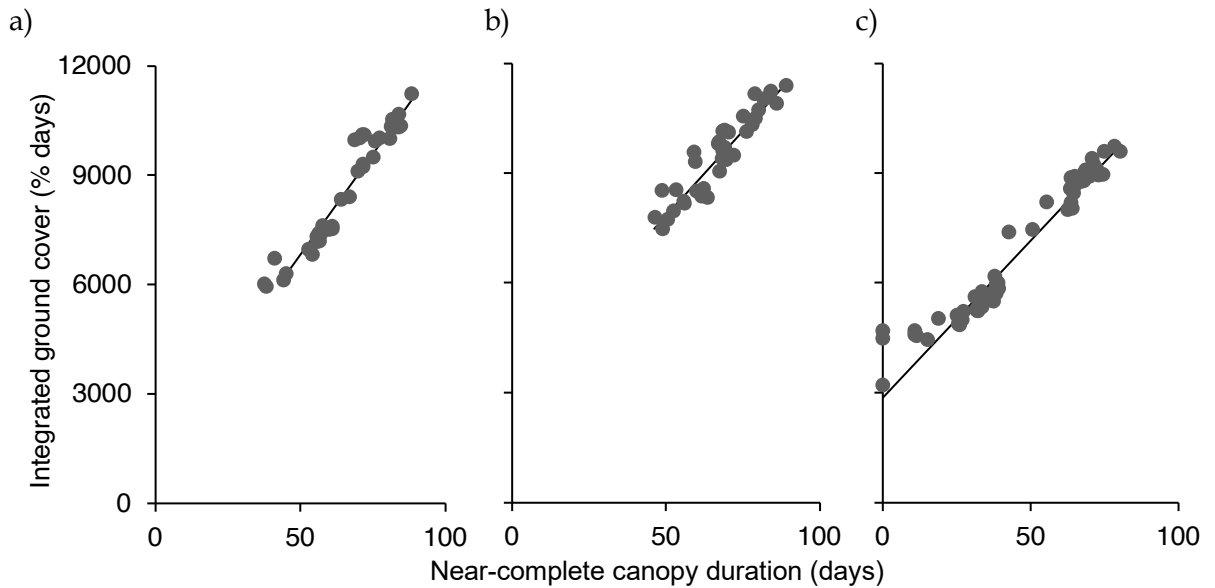 a)
b)
c)
Integrated ground cover (% days)
12000
9000
6000
3000
0
0 50 100
0 50 100
0 50 100
Near-complete canopy duration (days)